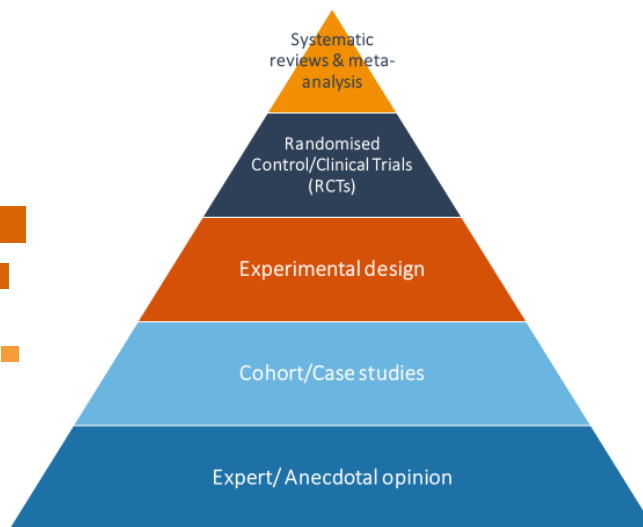 Systematic
reviews & meta-
analysis
Randomised
Control/Clinical Trials
(RCTs)
Experimental design
Cohort/Case studies
Expert/ Anecdotal opinion